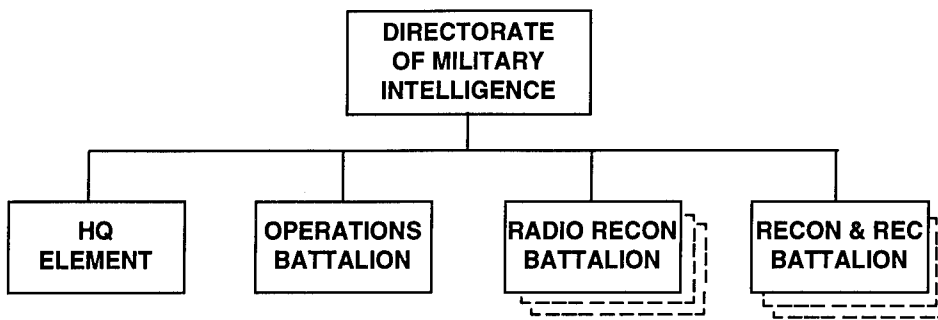 DIRECTORATE
OF MILITARY
INTELLIGENCE
HQ
ELEMENT
OPERATIONS
BATTALION
RADIO RECON
BATTALION
RECON & REC
BATTALION